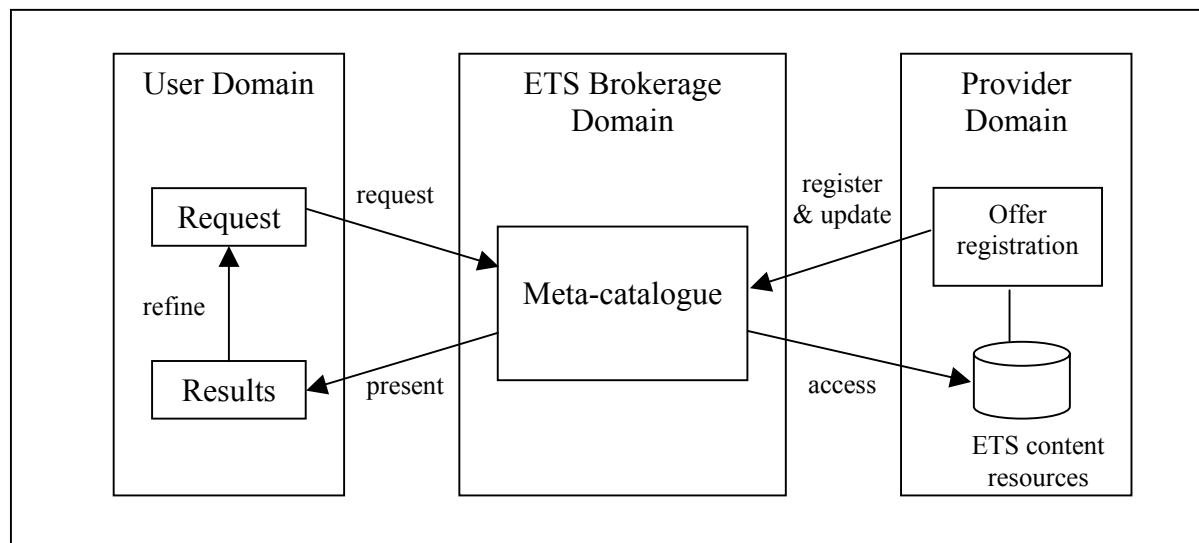 User Domain
ETS Brokerage
Domain
Provider
Domain
request
register
& update
Request
Offer
registration
Meta-catalogue
refine
Results
present
access
ETS content
resources